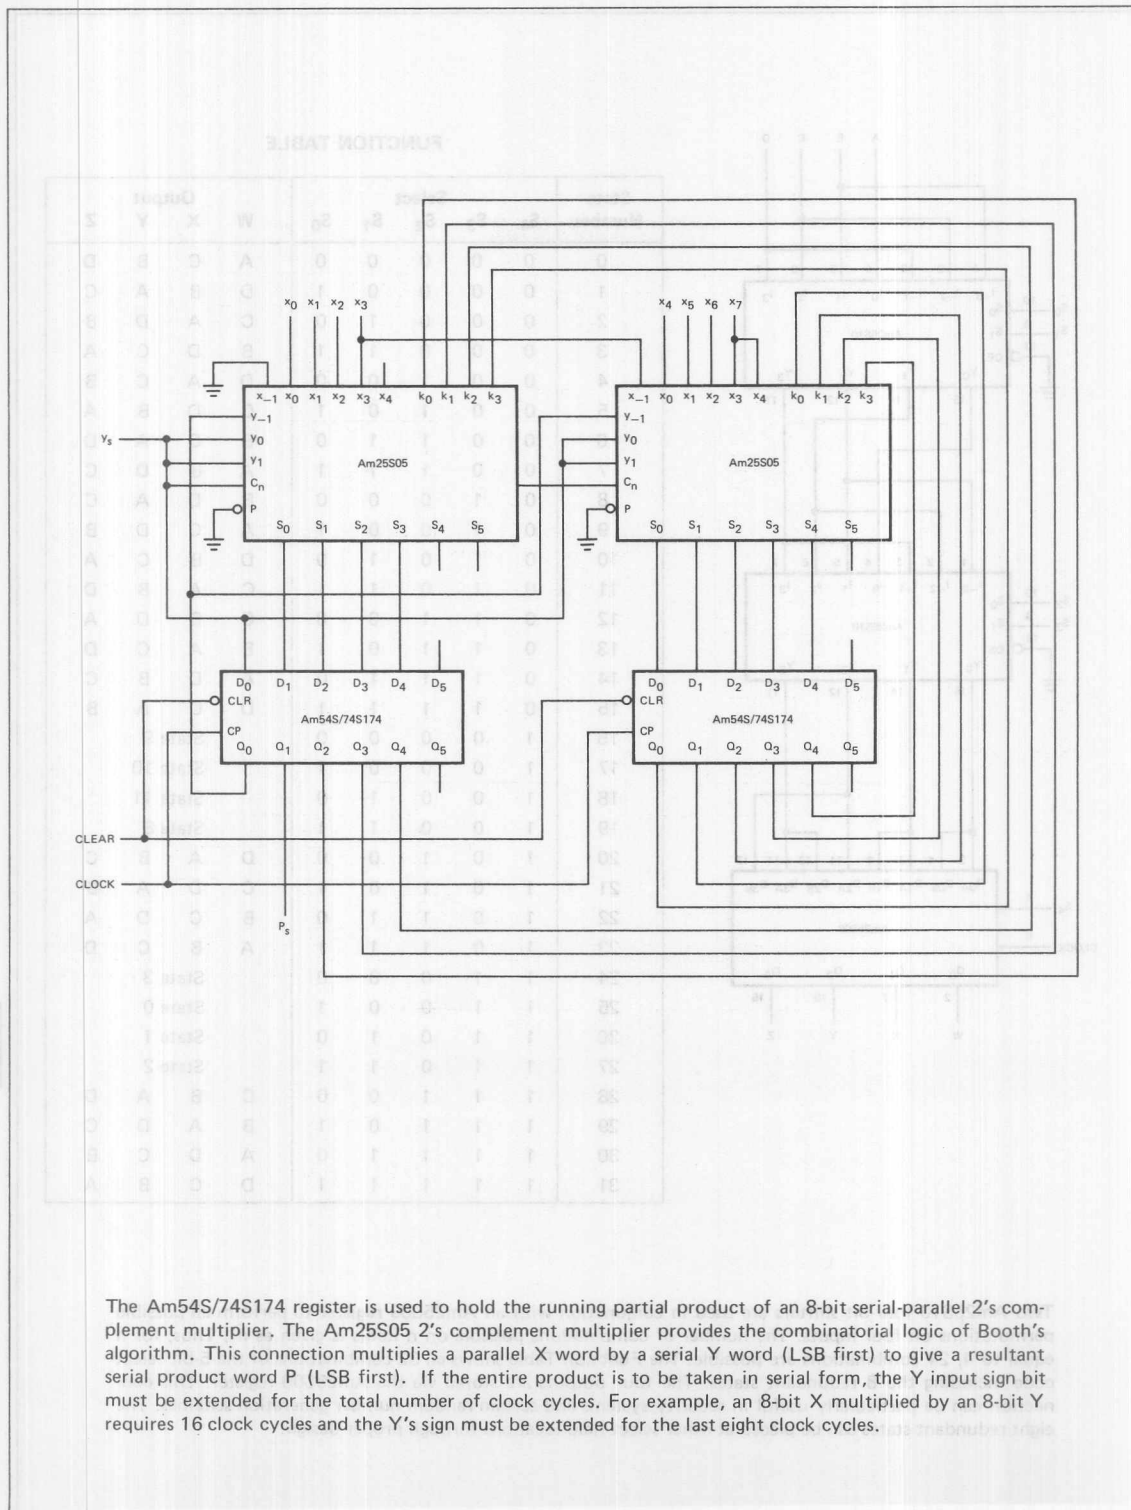 x₀ x₁ x₂ x₃
x₄ x₅ x₆ x₇
x₋₁ x₀ x₁ x₂ x₃ x₄ k₀ k₁ k₂ k₃
x₋₁ x₀ x₁ x₂ x₃ x₄ k₀ k₁ k₂ k₃
y₋₁
y₋₁
yₛ
y₀
y₀
y₁
Am25S05
y₁
Am25S05
Cₙ
Cₙ
P
P
S₀ S₁ S₂ S₃ S₄ S₅
S₀ S₁ S₂ S₃ S₄ S₅
D₀ D₁ D₂ D₃ D₄ D₅
D₀ D₁ D₂ D₃ D₄ D₅
CLR
CLR
Am54S/74S174
Am54S/74S174
CP
CP
Q₀ Q₁ Q₂ Q₃ Q₄ Q₅
Q₀ Q₁ Q₂ Q₃ Q₄ Q₅
CLEAR
CLOCK
Pₛ
The Am54S/74S174 register is used to hold the running partial product of an 8-bit serial-parallel 2's com-
plement multiplier. The Am25S05 2's complement multiplier provides the combinatorial logic of Booth's
algorithm. This connection multiplies a parallel X word by a serial Y word (LSB first) to give a resultant
serial product word P (LSB first). If the entire product is to be taken in serial form, the Y input sign bit
must be extended for the total number of clock cycles. For example, an 8-bit X multiplied by an 8-bit Y
requires 16 clock cycles and the Y's sign must be extended for the last eight clock cycles.